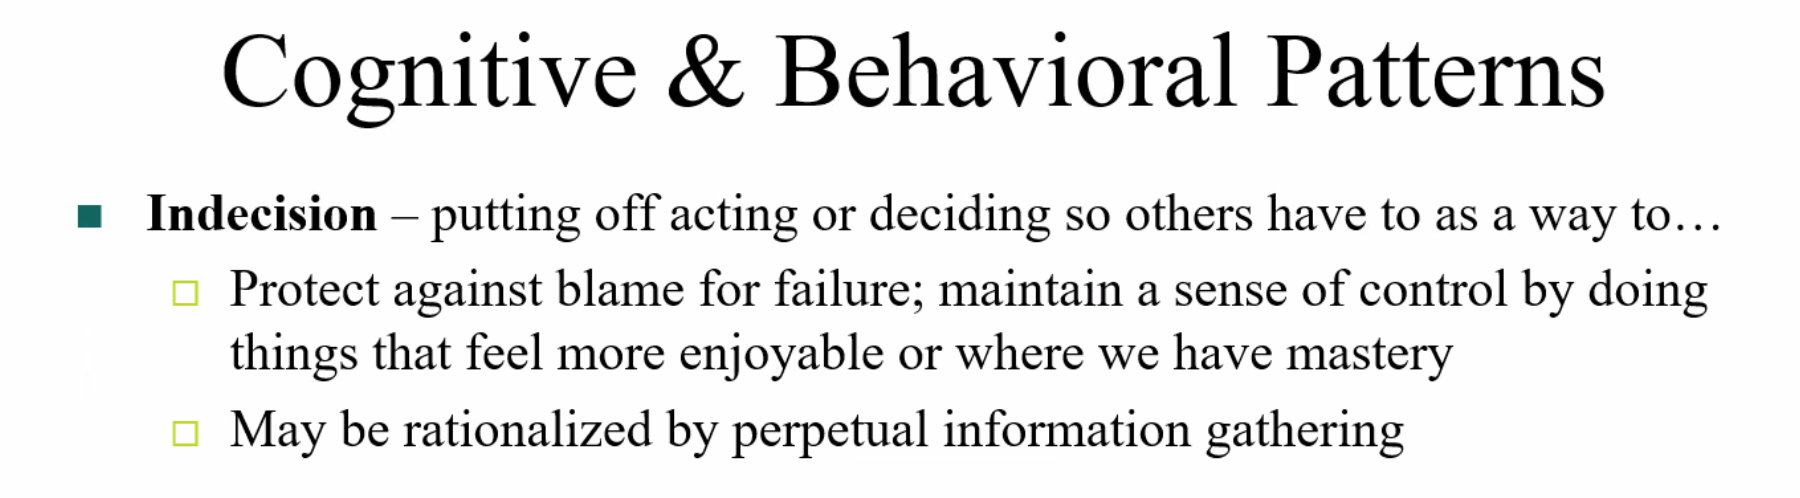 Cognitive & Behavioral Patterns
Indecision – putting off acting or deciding so others have to as a way to…
Protect against blame for failure; maintain a sense of control by doing
things that feel more enjoyable or where we have mastery
May be rationalized by perpetual information gathering